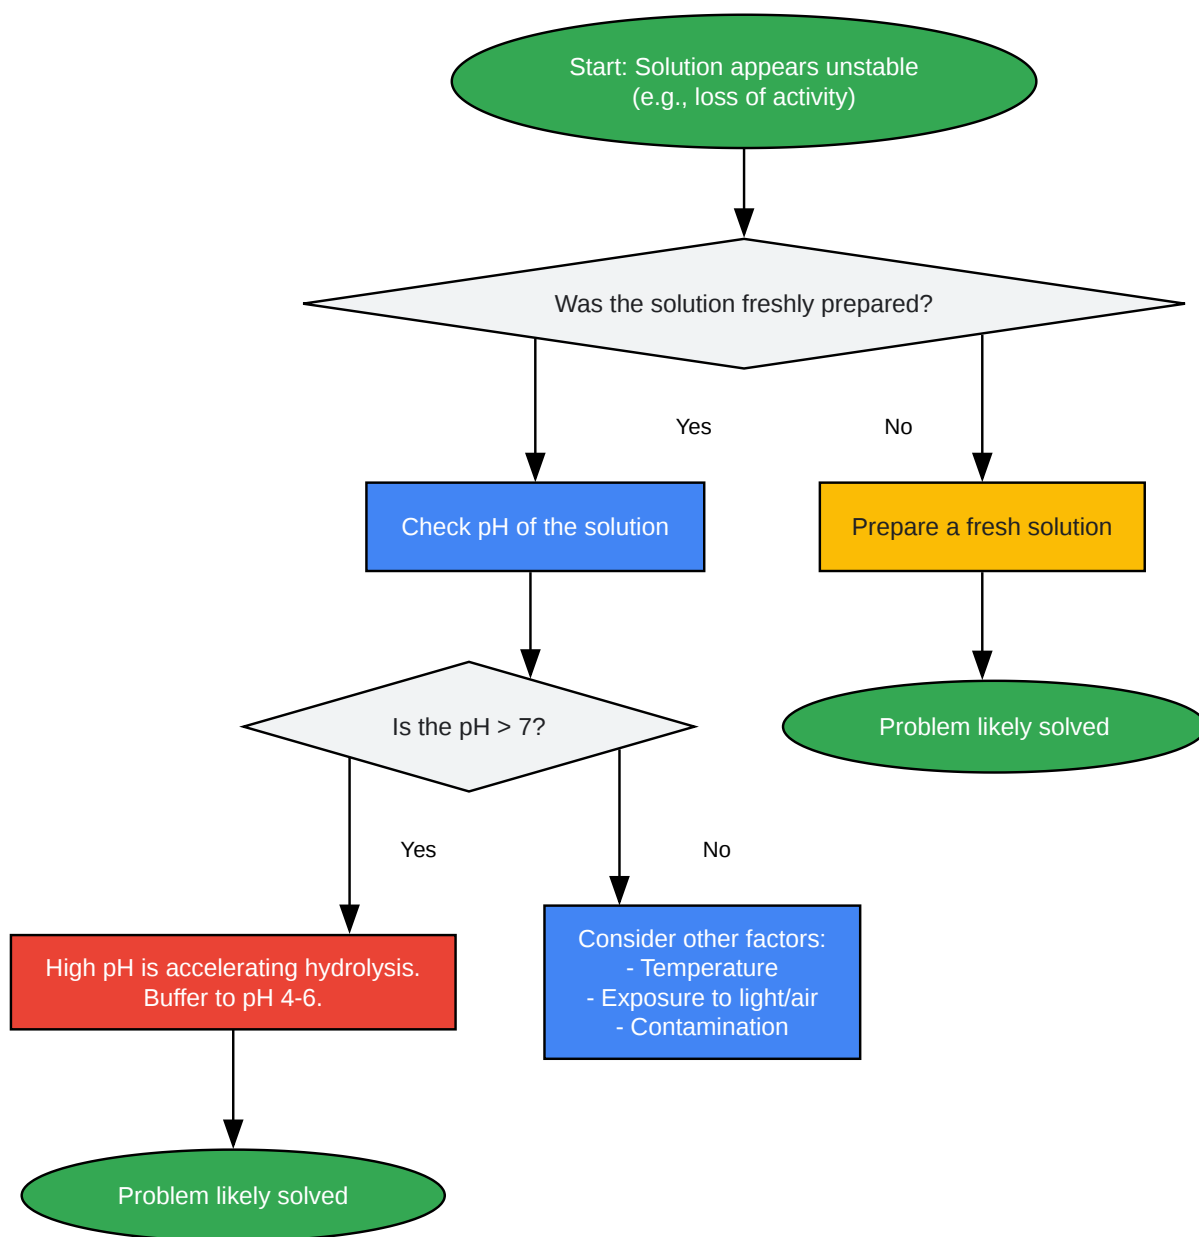 Start: Solution appears unstable
(e.g., loss of activity)
Was the solution freshly prepared?
Yes
No
Check pH of the solution
Prepare a fresh solution
Is the pH > 7?
Problem likely solved
Yes
No
High pH is accelerating hydrolysis.
Buffer to pH 4-6.
Consider other factors:
- Temperature
- Exposure to light/air
- Contamination
Problem likely solved